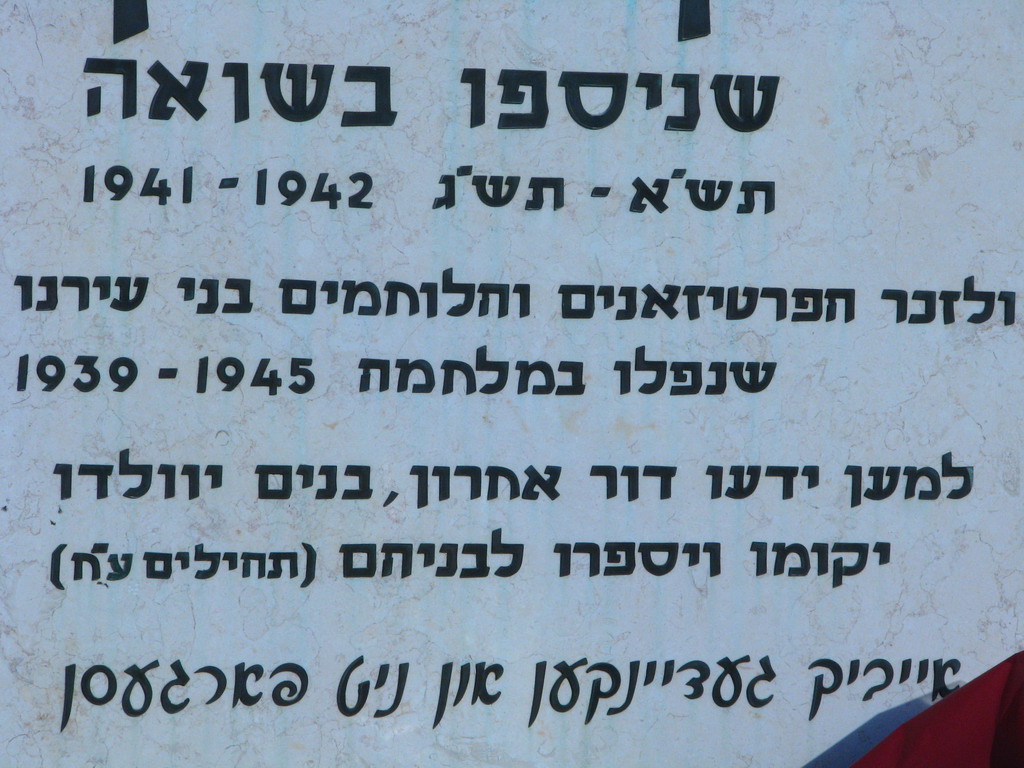 שניספו בשואה
תש"א - תש"ג 1942 - 1941
ולזכר הפרטיזאנים והלוחמים בני עירנו
שנפלו במלחמה 1945 - 1939
למען ידעו דור אחרון, בנים יוולדו
יקומו ויספרו לבניהם (תהילים ע"ח)
אייביק געדיינקען און ניט פארגעסן